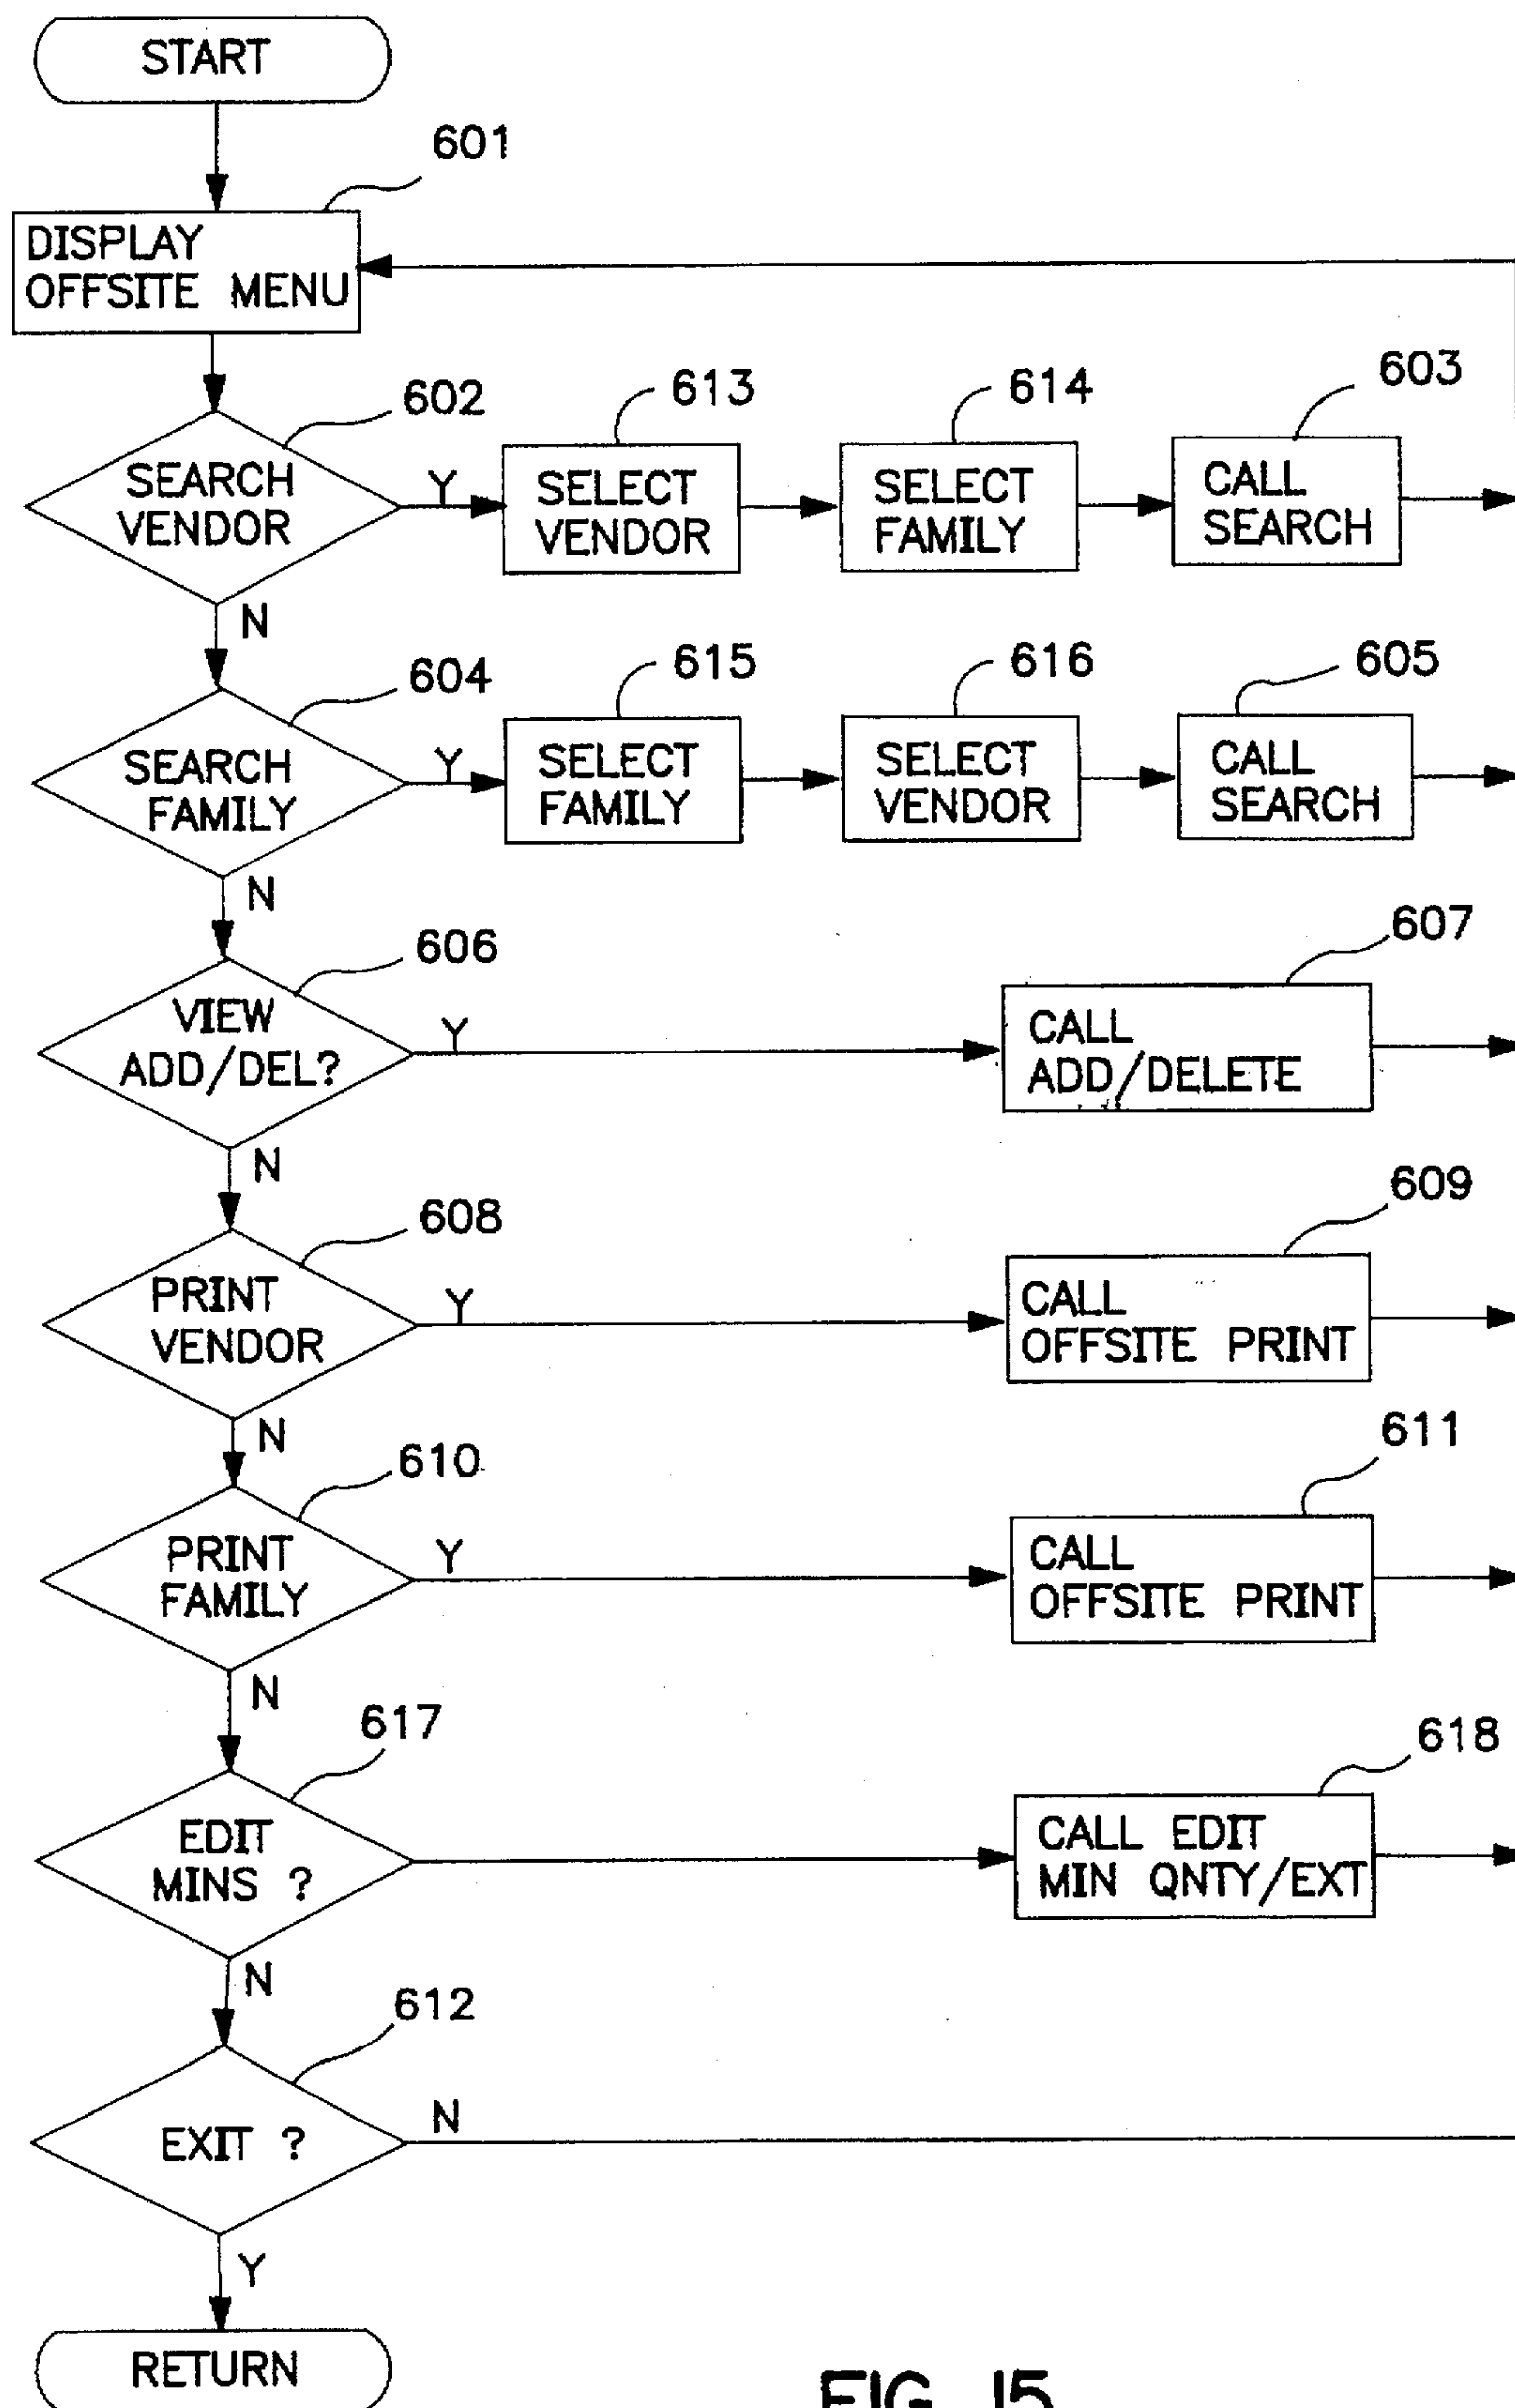 START
601
DISPLAY
OFFSITE MENU
602
613
614
603
SEARCH
VENDOR
Y
SELECT
VENDOR
SELECT
FAMILY
CALL
SEARCH
N
604
615
616
605
SEARCH
FAMILY
Y
SELECT
FAMILY
SELECT
VENDOR
CALL
SEARCH
N
606
607
VIEW
ADD/DEL?
Y
CALL
ADD/DELETE
N
608
609
PRINT
VENDOR
Y
CALL
OFFSITE PRINT
N
610
611
PRINT
FAMILY
Y
CALL
OFFSITE PRINT
N
617
618
EDIT
MINS ?
CALL EDIT
MIN QNTY/EXT
N
612
EXIT ?
N
Y
RETURN
FIG. 15